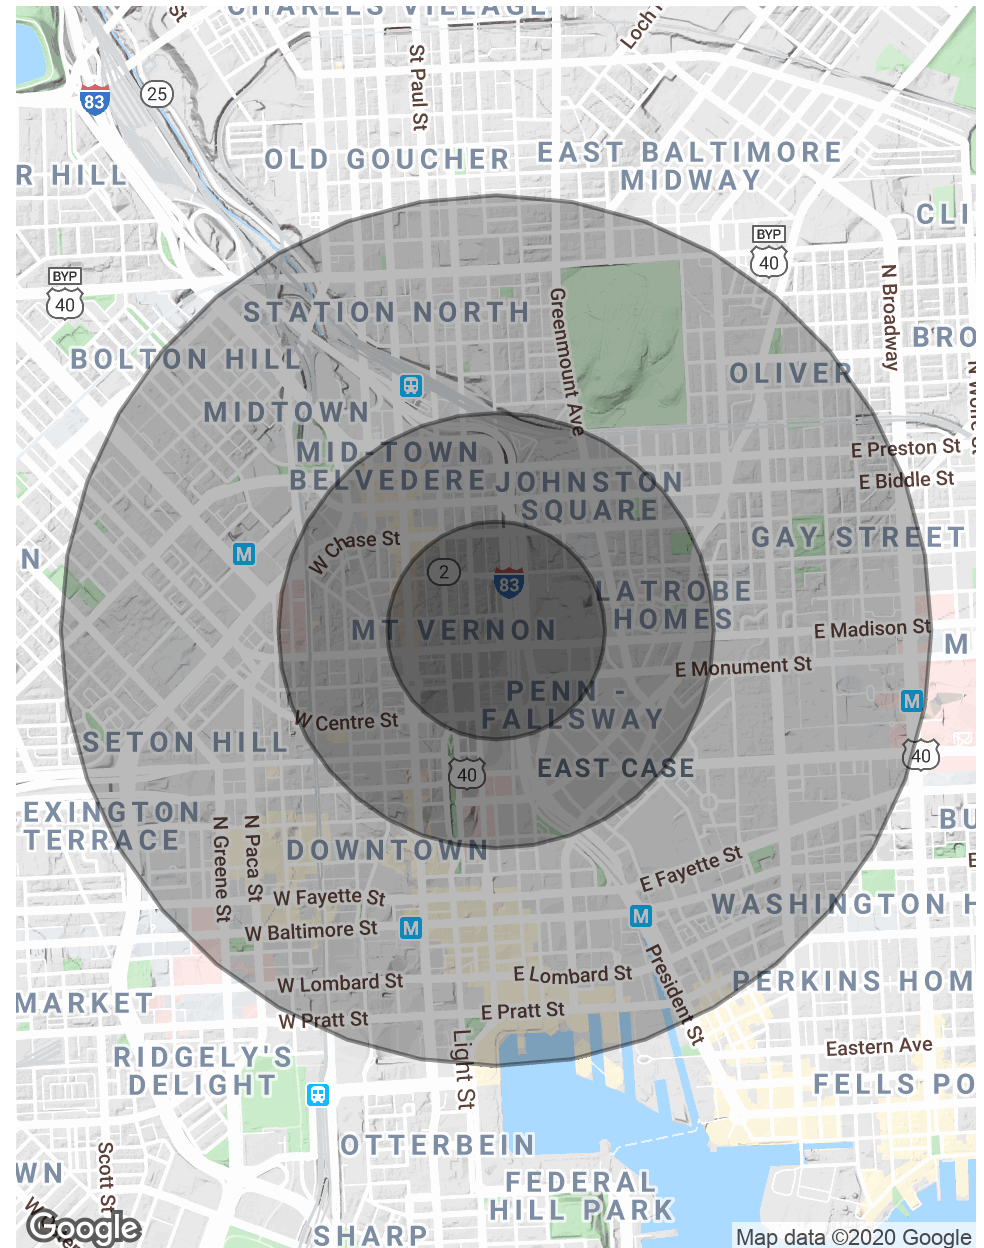 CHARLES VILLAGE
St
Loch
83
25
St Paul St
OLD GOUCHER
EAST BALTIMORE
MIDWAY
R HILL
CLI
BYP
40
BYP
40
N Broadway
STATION NORTH
Greenmount Ave
BRO
BOLTON HILL
OLIVER
N Wolfe St
MIDTOWN
MID-TOWN
BELVEDERE
E Preston St
E Biddle St
JOHNSTON
SQUARE
W Chase St
GAY STREET
N
M
2
83
LATROBE
HOMES
MT VERNON
E Madison St
M
E Monument St
PENN -
FALLSWAY
M
W Centre St
SETON HILL
40
EAST CASE
40
EXINGTON
TERRACE
N Greene St
N Paca St
DOWNTOWN
BU
E
E Fayette St
W Fayette St
WASHINGTON H
M
M
W Baltimore St
President St
W Lombard St
E Lombard St
PERKINS HOM
MARKET
W Pratt St
E Pratt St
Light St
Eastern Ave
RIDGELY'S
DELIGHT
FELLS PO
OTTERBEIN
Scott St
WN
FEDERAL
HILL PARK
Google
SHARP
Map data ©2020 Google